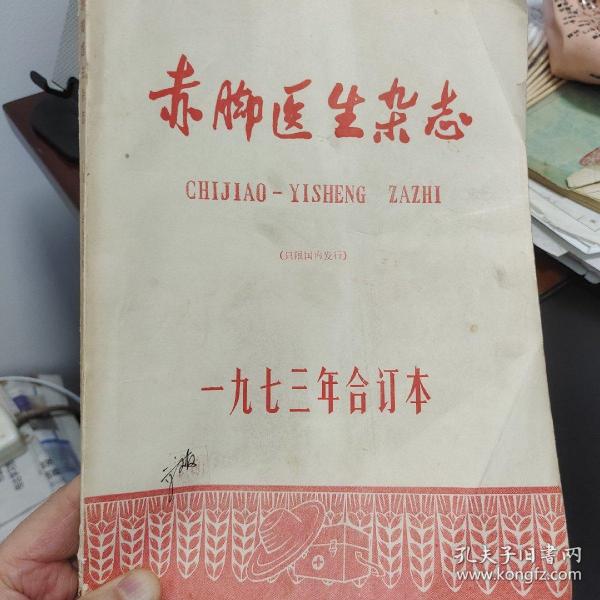 赤脚医生杂志
CHIJIAO-YISHENG ZAZHI
(只限国内发行)
一九七三年合订本
孔夫子旧书网
www.kongfz.com